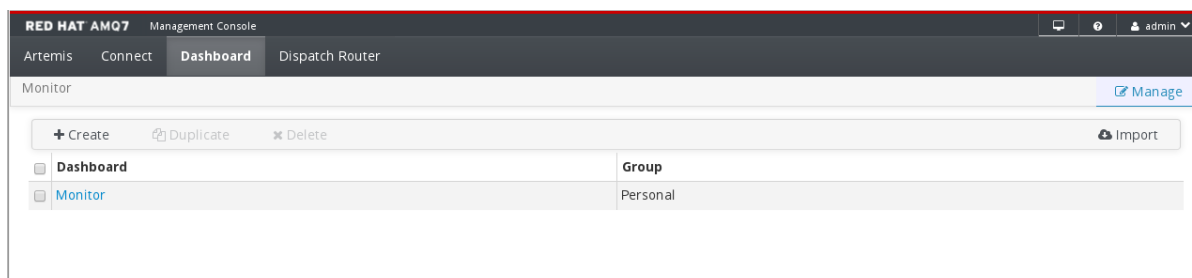 RED HAT AMQ7 Management Console admin
Artemis Connect Dashboard Dispatch Router
Monitor Manage
Create Duplicate Delete Import
Dashboard Group
Monitor Personal